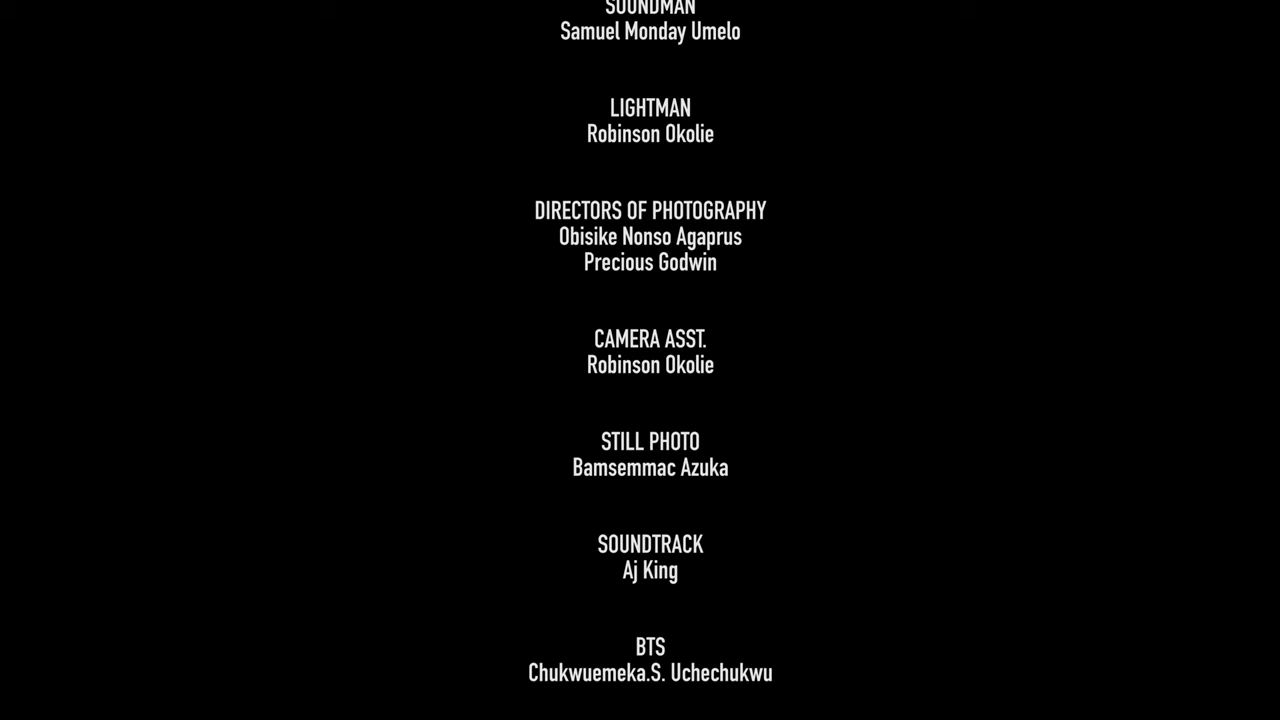 SOUNDMAN
Samuel Monday Umelo
LIGHTMAN
Robinson Okolie
DIRECTORS OF PHOTOGRAPHY
Obisike Nonso Agaprus
Precious Godwin
CAMERA ASST.
Robinson Okolie
STILL PHOTO
Bamsemmac Azuka
SOUNDTRACK
Aj King
BTS
Chukwuemeka.S. Uchechukwu